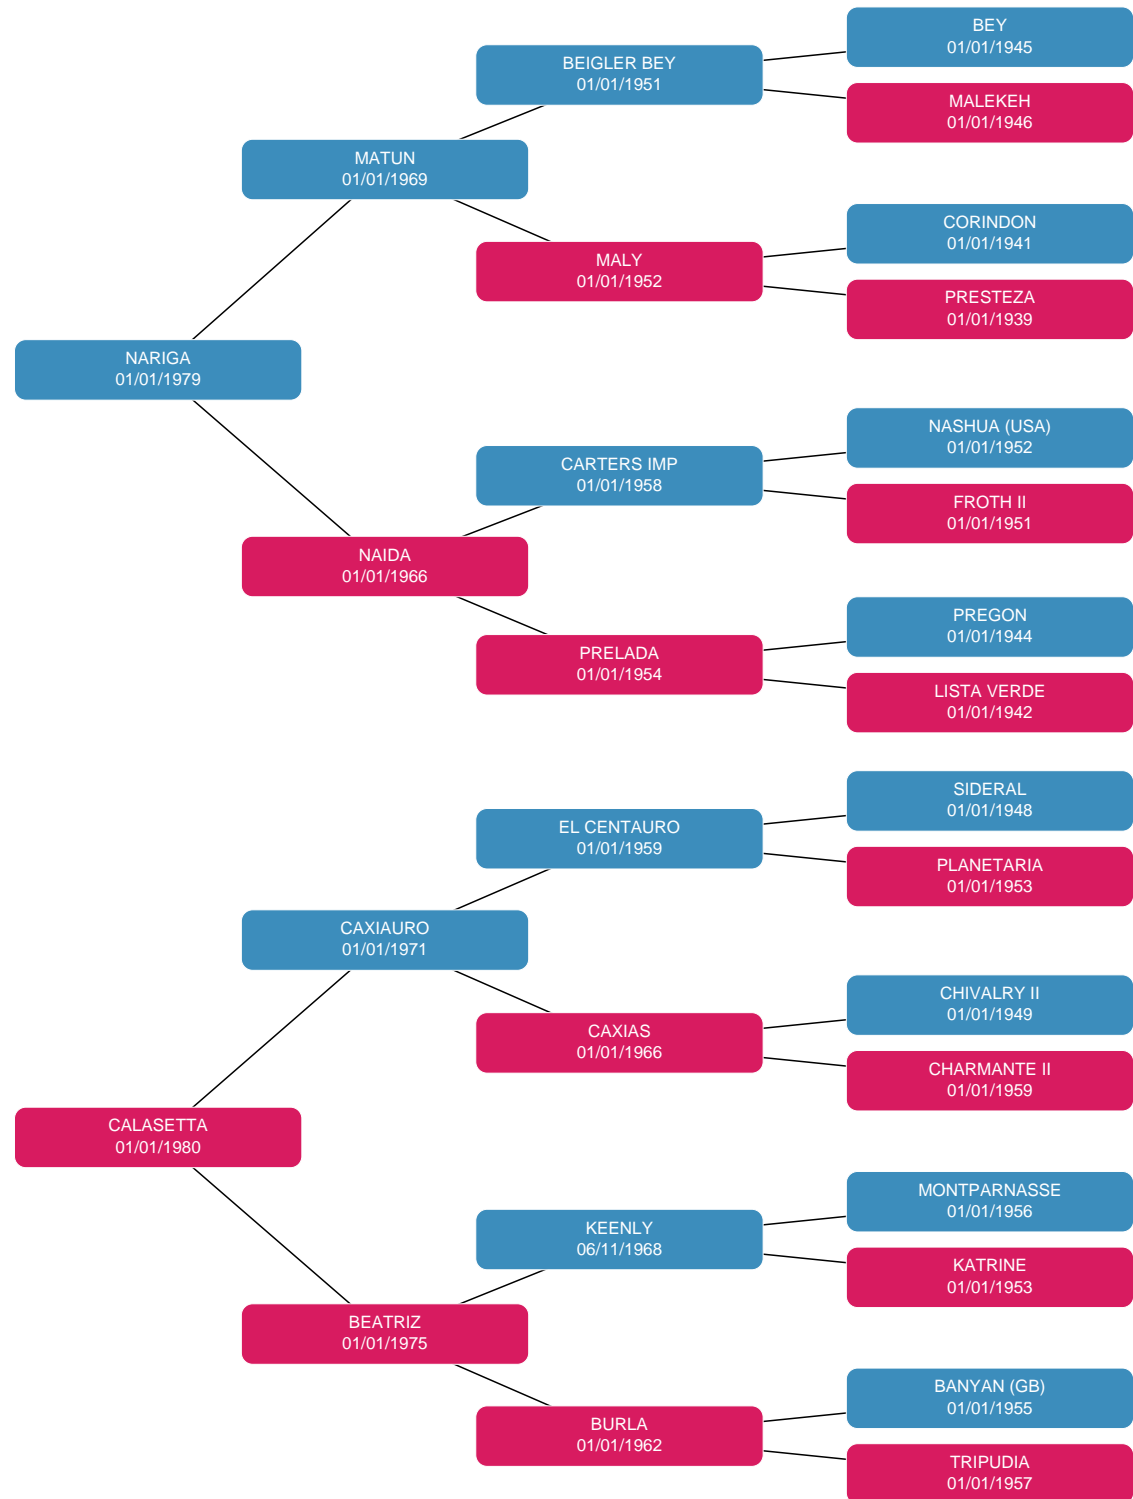 BEY
01/01/1945
BEIGLER BEY
01/01/1951
MALEKEH
01/01/1946
MATUN
01/01/1969
CORINDON
01/01/1941
MALY
01/01/1952
PRESTEZA
01/01/1939
NARIGA
01/01/1979
NASHUA (USA)
01/01/1952
CARTERS IMP
01/01/1958
FROTH II
01/01/1951
NAIDA
01/01/1966
PREGON
01/01/1944
PRELADA
01/01/1954
LISTA VERDE
01/01/1942
SIDERAL
01/01/1948
EL CENTAURO
01/01/1959
PLANETARIA
01/01/1953
CAXIAURO
01/01/1971
CHIVALRY II
01/01/1949
CAXIAS
01/01/1966
CHARMANTE II
01/01/1959
CALASETTA
01/01/1980
MONTPARNASSE
01/01/1956
KEENLY
06/11/1968
KATRINE
01/01/1953
BEATRIZ
01/01/1975
BANYAN (GB)
01/01/1955
BURLA
01/01/1962
TRIPUDIA
01/01/1957